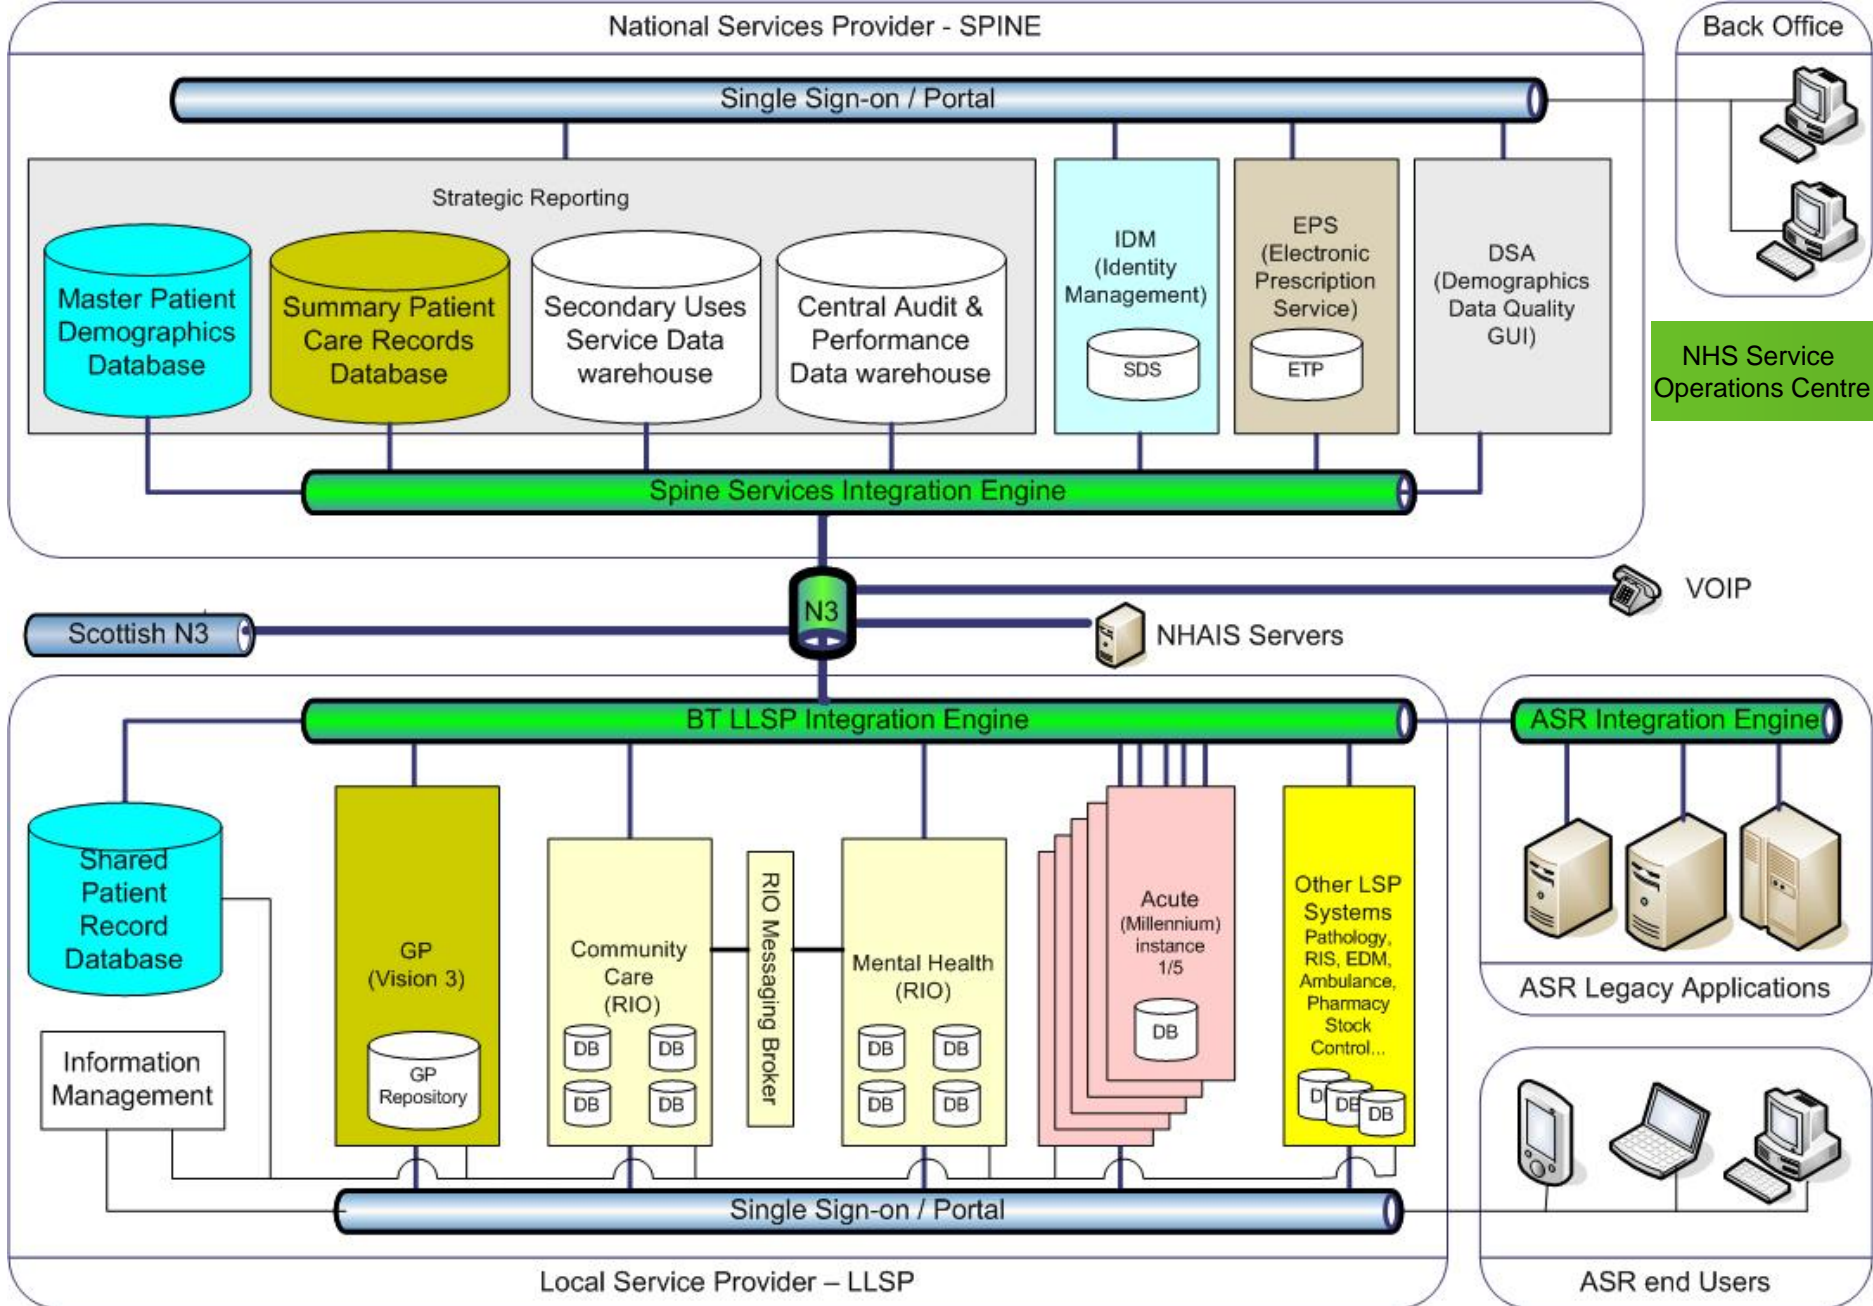 National Services Provider - SPINE
Back Office
Single Sign-on / Portal
Strategic Reporting
Master Patient
Demographics
Database
Summary Patient
Care Records
Database
Secondary Uses
Service Data
warehouse
Central Audit &
Performance
Data warehouse
IDM
(Identity
Management)
SDS
EPS
(Electronic
Prescription
Service)
ETP
DSA
(Demographics
Data Quality
GUI)
NHS Service
Operations Centre
Spine Services Integration Engine
N3
VOIP
Scottish N3
NHAIS Servers
BT LLSP Integration Engine
ASR Integration Engine
Shared
Patient
Record
Database
GP
(Vision 3)
GP
Repository
Community
Care
(RIO)
DB
DB
DB
DB
RIO Messaging Broker
Mental Health
(RIO)
DB
DB
DB
DB
Acute
(Millennium)
instance
1/5
DB
Other LSP
Systems
Pathology,
RIS, EDM,
Ambulance,
Pharmacy
Stock
Control...
DB
DB
ASR Legacy Applications
Information
Management
Single Sign-on / Portal
Local Service Provider – LLSP
ASR end Users